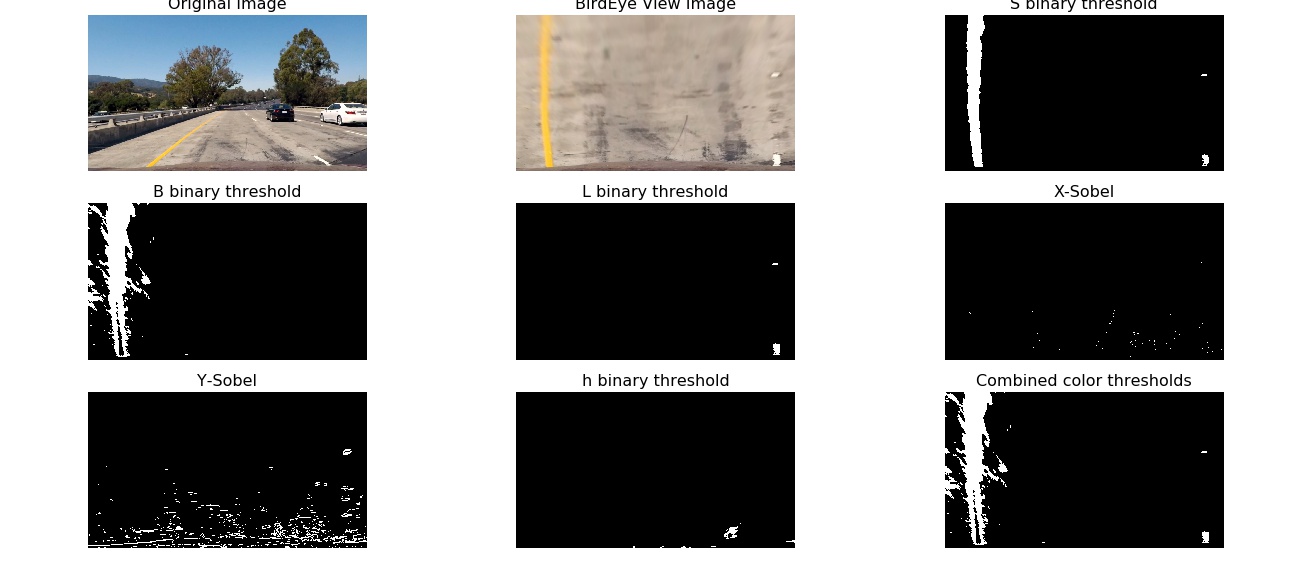 Original Image
BirdEye View Image
S binary threshold
B binary threshold
L binary threshold
X-Sobel
Y-Sobel
h binary threshold
Combined color thresholds